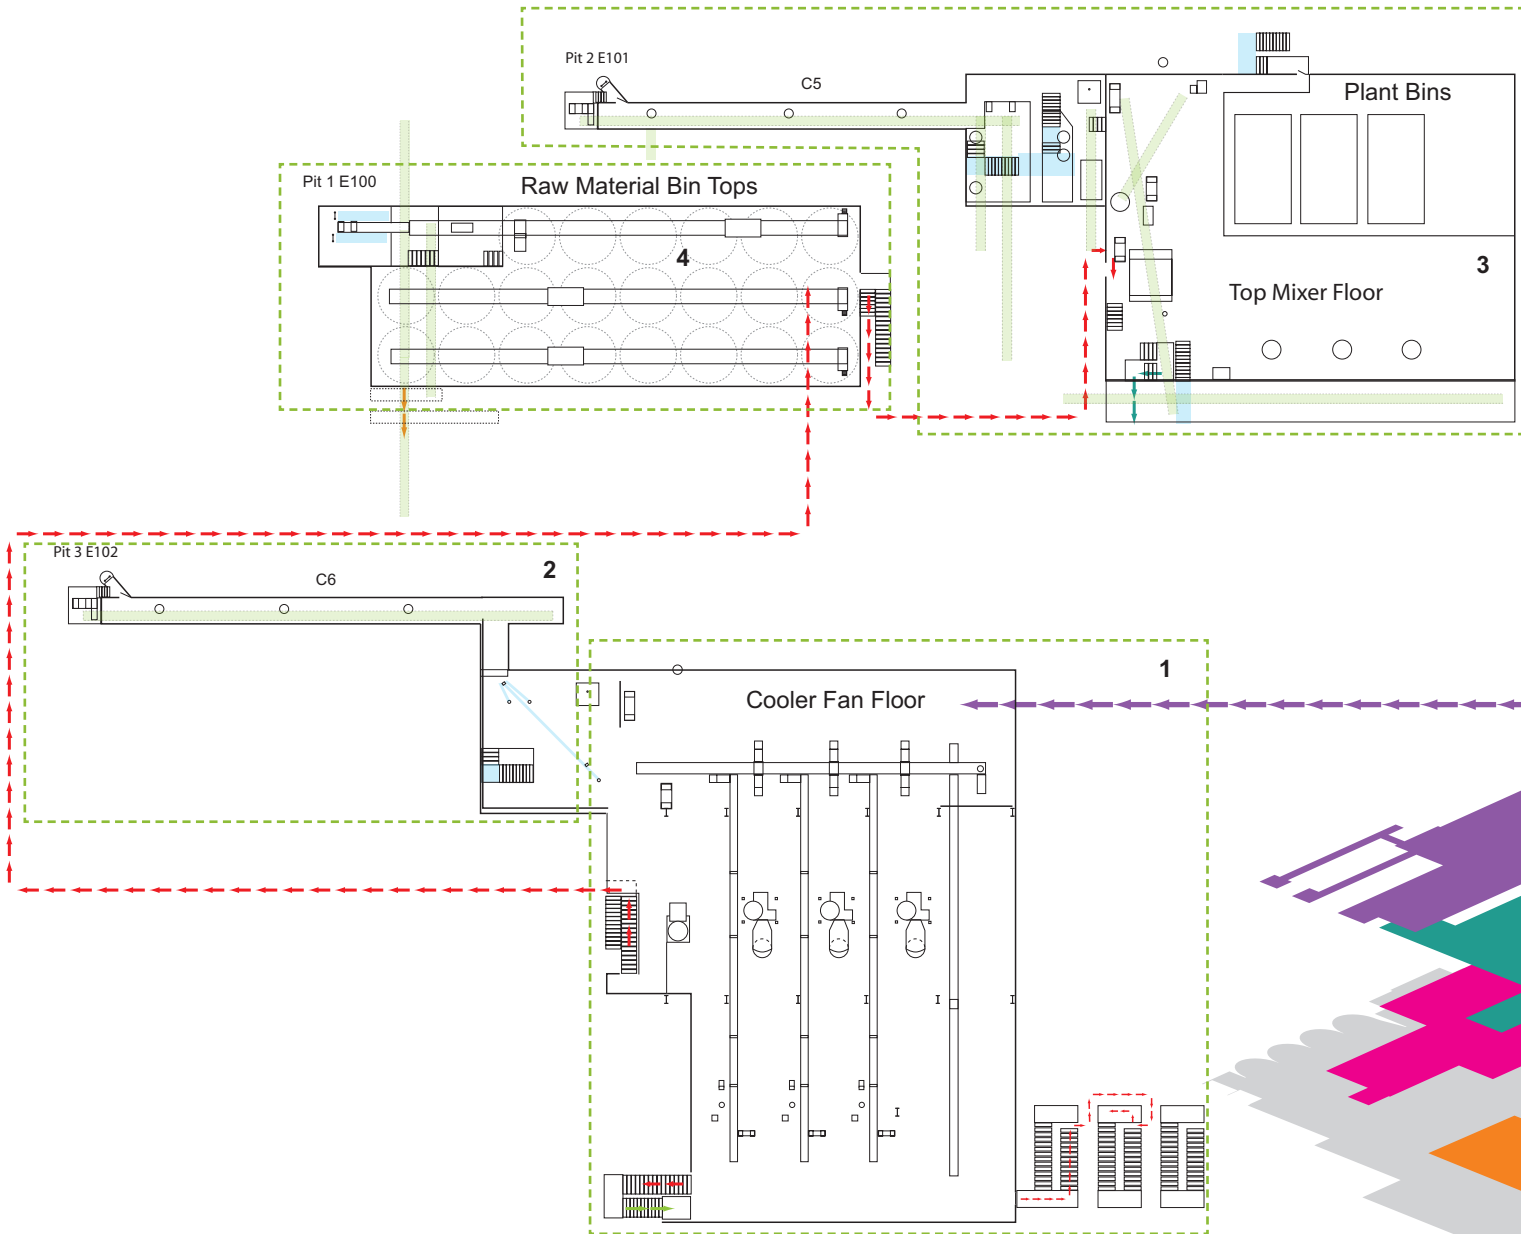 Pit 2 E101
C5
Plant Bins
Pit 1 E100
Raw Material Bin Tops
4
3
Top Mixer Floor
Pit 3 E102
2
C6
1
Cooler Fan Floor